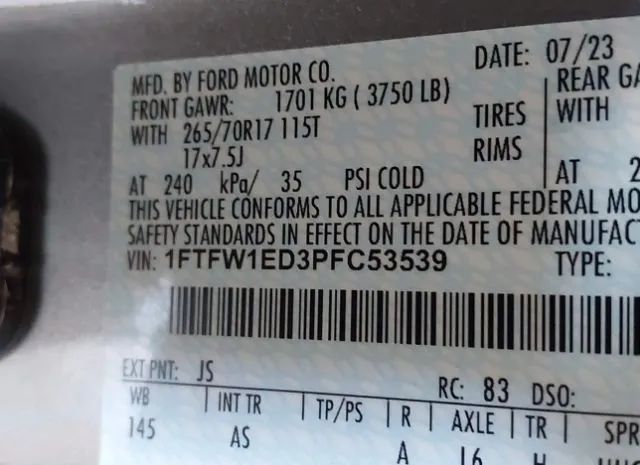 DATE: 07/23
MFD. BY FORD MOTOR CO.
FRONT GAWR: 1701 KG ( 3750 LB)
REAR GA
WITH 265/70R17 115T TIRES
WITH
17x7.5J RIMS
AT 240 kPa/ 35 PSI COLD
AT 2
THIS VEHICLE CONFORMS TO ALL APPLICABLE FEDERAL MO
SAFETY STANDARDS IN EFFECT ON THE DATE OF MANUFAC
VIN: 1FTFW1ED3PFC53539 TYPE:
EXT PNT: JS RC: 83 DSO:
WB INT TR TP/PS R AXLE TR SPR
145 AS A L6 H